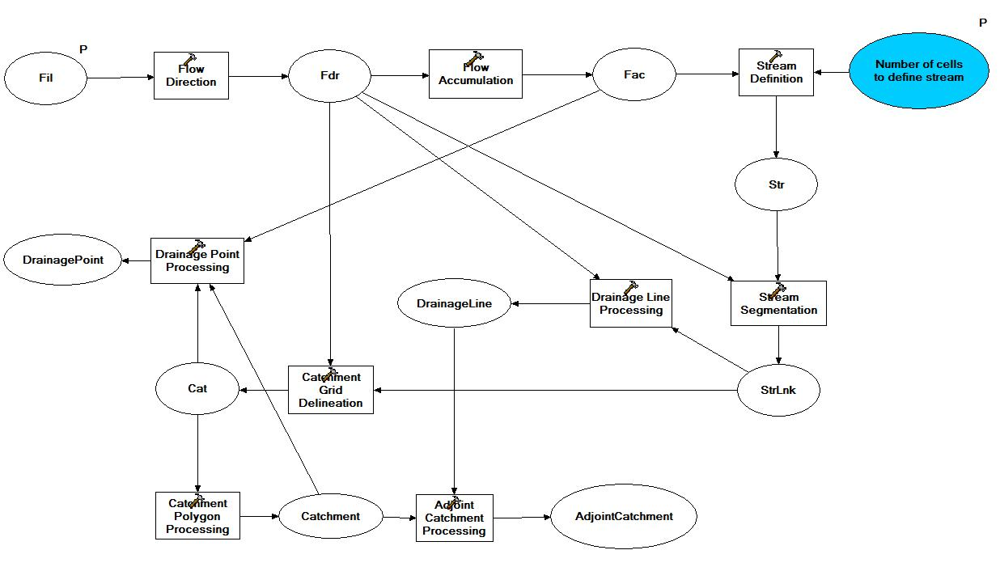 P
P
Fil
Flow
Direction
Fdr
Flow
Accumulation
Fac
Stream
Definition
Number of cells
to define stream
Str
DrainagePoint
Drainage Point
Processing
DrainageLine
Drainage Line
Processing
Stream
Segmentation
Cat
Catchment
Grid
Delineation
StrLnk
Catchment
Polygon
Processing
Catchment
Adjoint
Catchment
Processing
AdjointCatchment